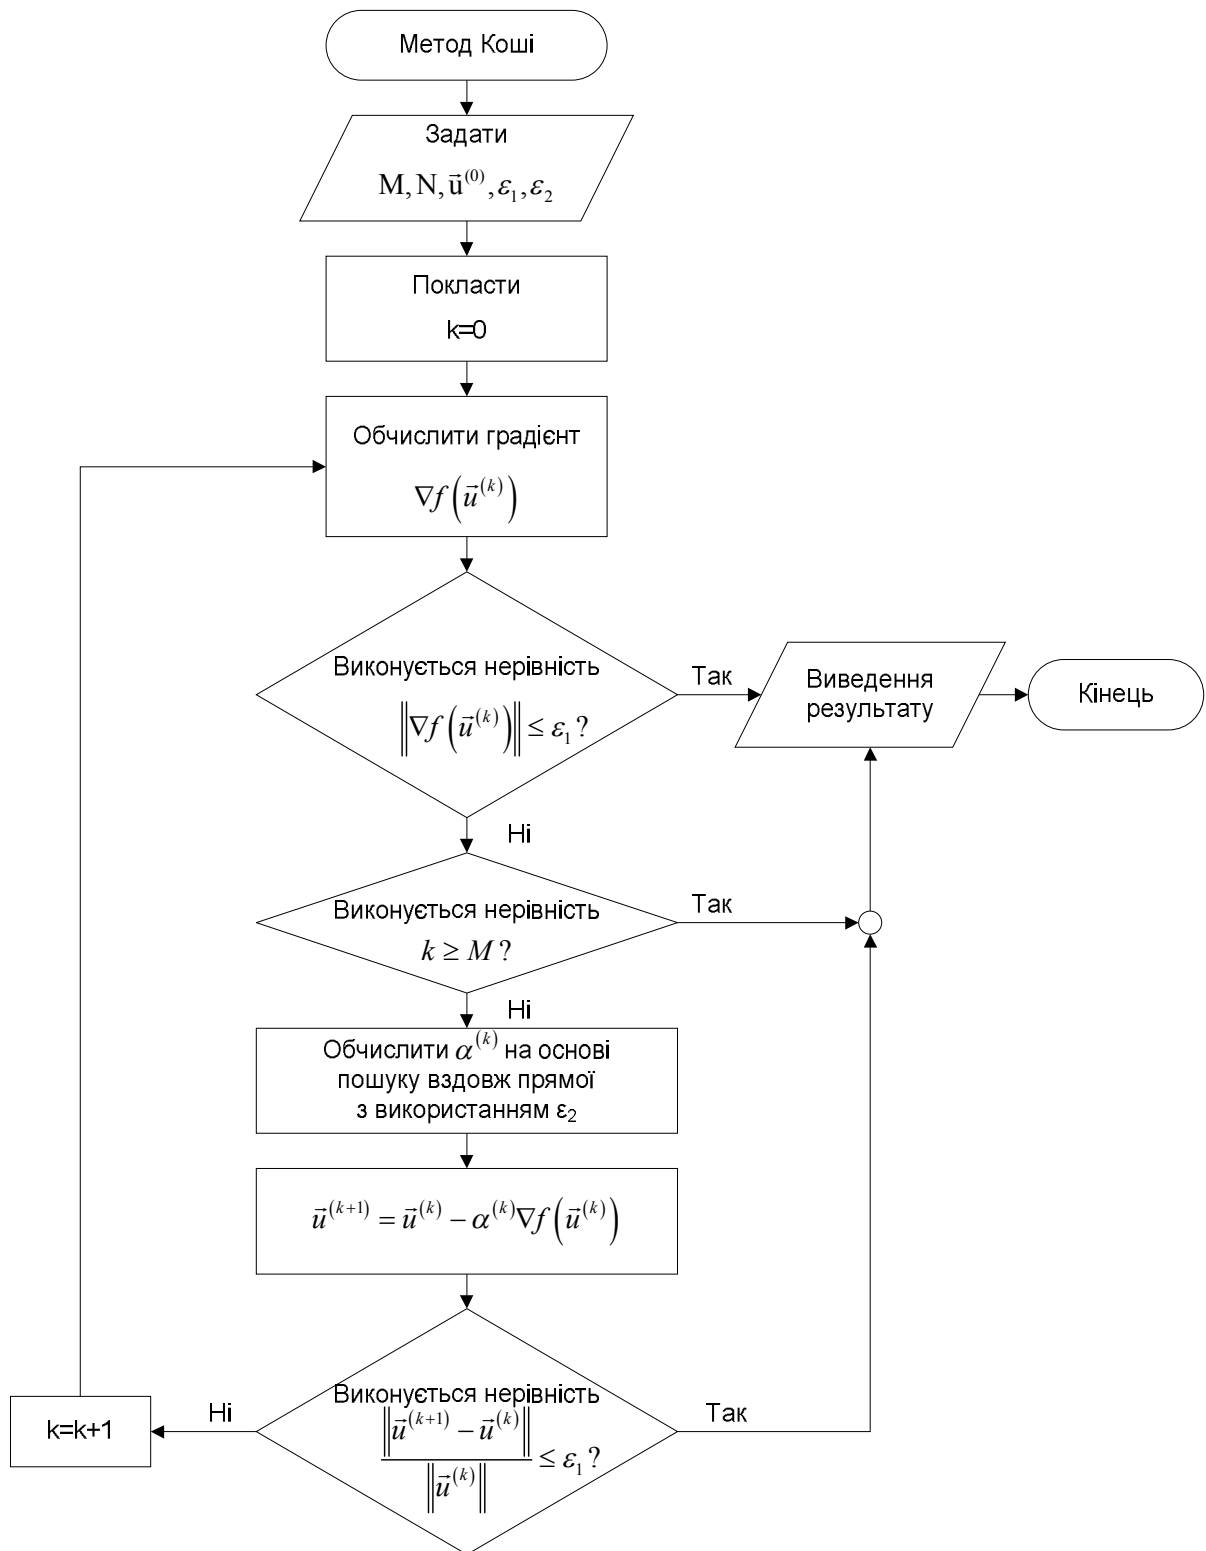 Метод Коші
Задати
M, N, u⃗⁽⁰⁾, ε₁, ε₂
Покласти
k=0
Обчислити градієнт
∇f(u⃗⁽ᵏ⁾)
Виконується нерівність
‖∇f(u⃗⁽ᵏ⁾)‖ ≤ ε₁?
Так
Виведення
результату
Кінець
Ні
Виконується нерівність
k ≥ M?
Так
Ні
Обчислити α⁽ᵏ⁾ на основі
пошуку вздовж прямої
з використанням ε₂
u⃗⁽ᵏ⁺¹⁾ = u⃗⁽ᵏ⁾ − α⁽ᵏ⁾∇f(u⃗⁽ᵏ⁾)
Виконується нерівність
‖u⃗⁽ᵏ⁺¹⁾ − u⃗⁽ᵏ⁾‖
‖u⃗⁽ᵏ⁾‖ ≤ ε₁?
Так
Ні
k=k+1